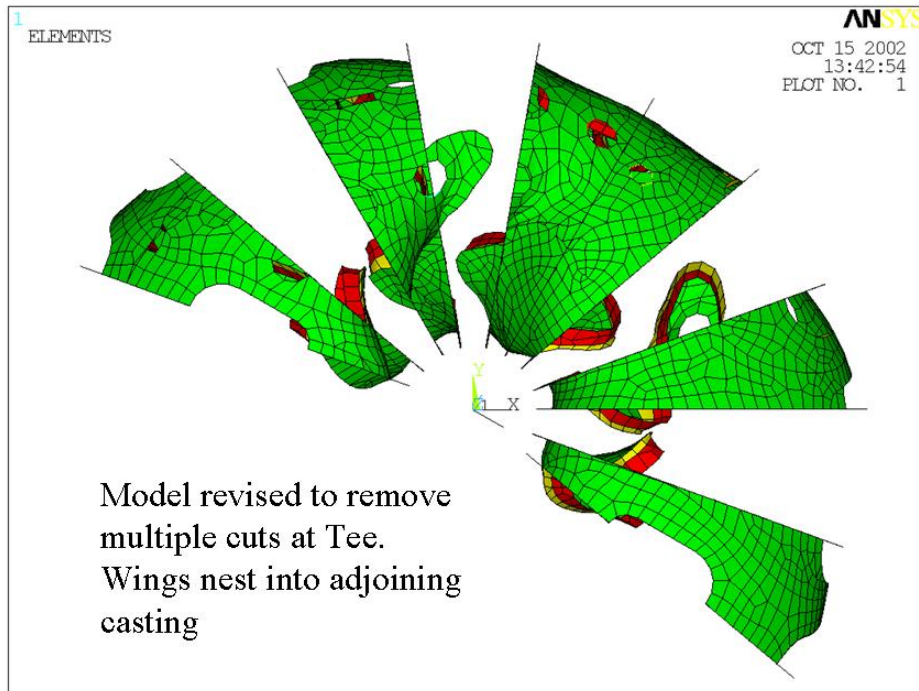 1
ELEMENTS
ANSYS
OCT 15 2002
13:42:54
PLOT NO. 1
Y
X
Model revised to remove
multiple cuts at Tee.
Wings nest into adjoining
casting